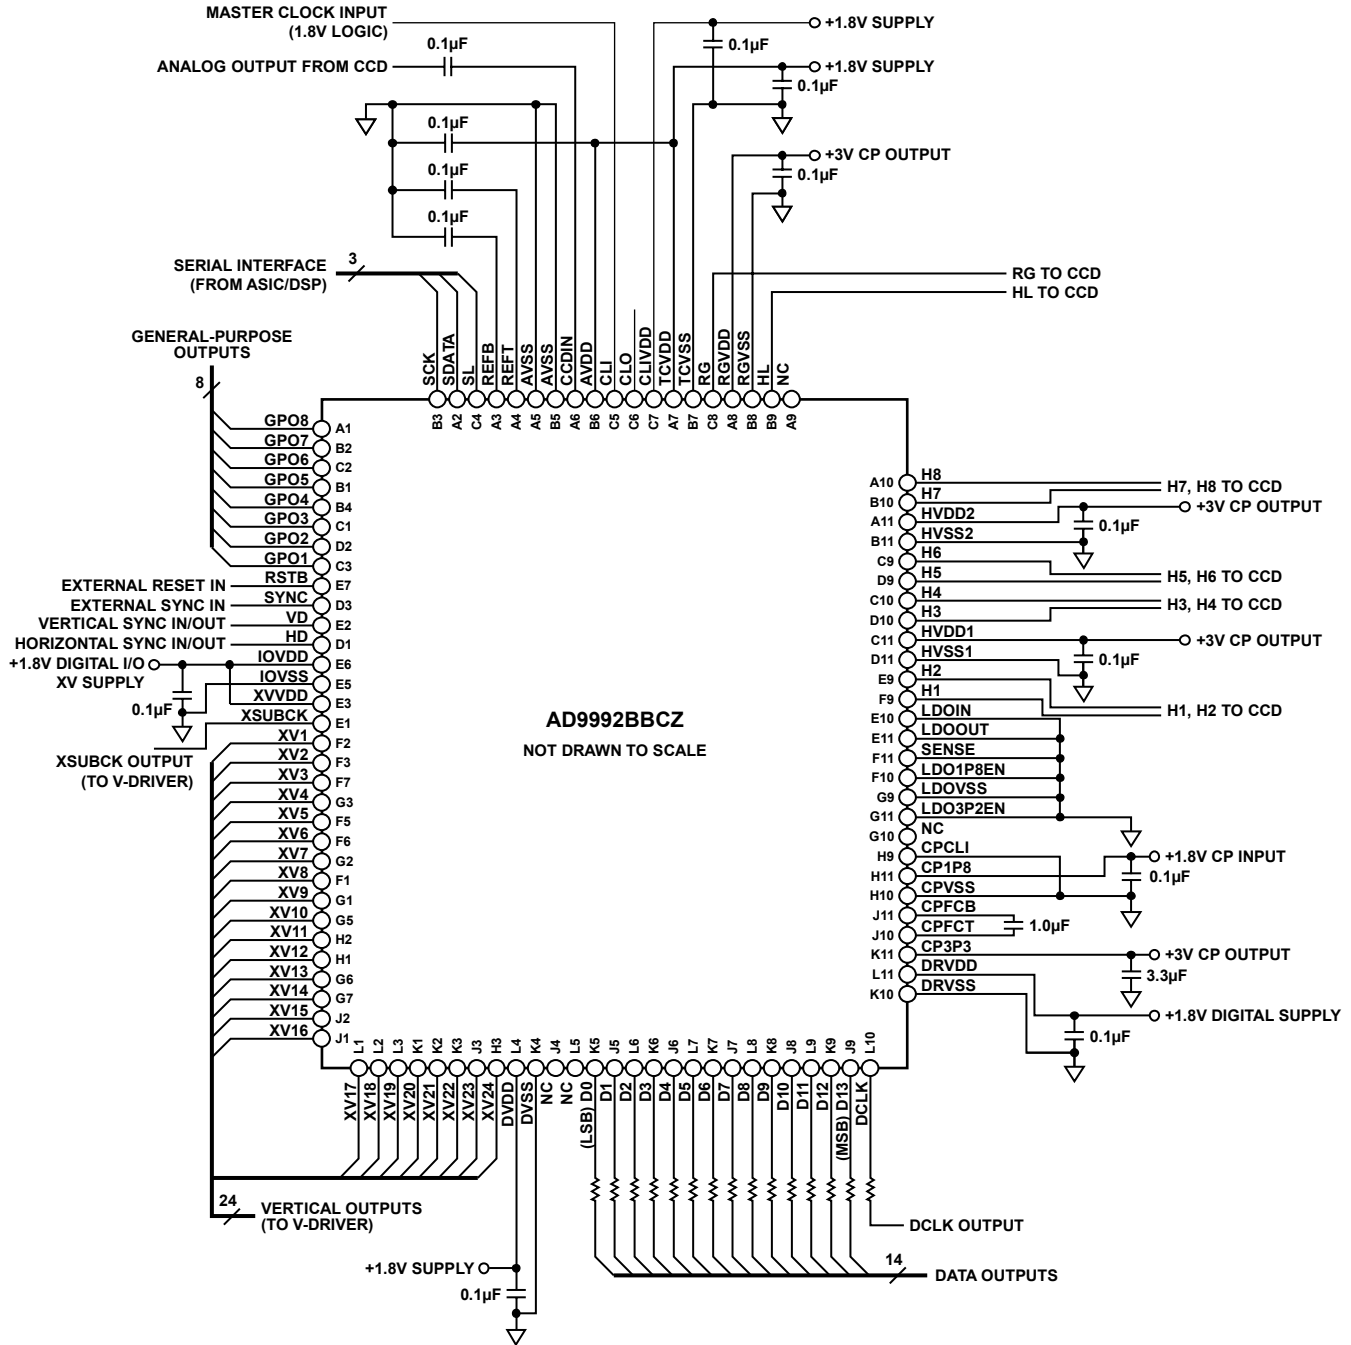 MASTER CLOCK INPUT
(1.8V LOGIC)
0.1µF
ANALOG OUTPUT FROM CCD
+1.8V SUPPLY
0.1µF
+1.8V SUPPLY
0.1µF
0.1µF
0.1µF
0.1µF
+3V CP OUTPUT
0.1µF
SERIAL INTERFACE
(FROM ASIC/DSP)
3
RG TO CCD
HL TO CCD
GENERAL-PURPOSE
OUTPUTS
8
SCK
SDATA
SL
REFB
REFT
AVSS
AVSS
CCDIN
AVDD
CLI
CLO
CLIVDD
TCVDD
TCVSS
RG
RGVDD
RGVSS
HL
NC
B3
A2
C4
A3
A4
A5
B5
A6
B6
C5
C6
C7
A7
B7
C8
A8
B8
B9
A9
GPO8 A1
GPO7 B2
GPO6 C2
GPO5 B1
GPO4 B4
GPO3 C1
GPO2 D2
GPO1 C3
EXTERNAL RESET IN RSTB E7
EXTERNAL SYNC IN SYNC D3
VERTICAL SYNC IN/OUT VD E2
HORIZONTAL SYNC IN/OUT HD D1
+1.8V DIGITAL I/O IOVDD E6
XV SUPPLY IOVSS E5
0.1µF XVVDD E3
XSUBCK E1
XSUBCK OUTPUT
(TO V-DRIVER)
XV1 F2
XV2 F3
XV3 F7
XV4 G3
XV5 F5
XV6 F6
XV7 G2
XV8 F1
XV9 G1
XV10 G5
XV11 H2
XV12 H1
XV13 G6
XV14 G7
XV15 J2
XV16 J1
AD9992BBCZ
NOT DRAWN TO SCALE
A10 H8
B10 H7
H7, H8 TO CCD
A11 HVDD2
+3V CP OUTPUT
0.1µF
B11 HVSS2
C9 H6
D9 H5
H5, H6 TO CCD
C10 H4
D10 H3
H3, H4 TO CCD
C11 HVDD1
+3V CP OUTPUT
0.1µF
D11 HVSS1
E9 H2
F9 H1
H1, H2 TO CCD
E10 LDOIN
E11 LDOOUT
F11 SENSE
F10 LDO1P8EN
G9 LDOVSS
G11 LDO3P2EN
G10 NC
H9 CPCLI
+1.8V CP INPUT
H11 CP1P8
0.1µF
H10 CPVSS
J11 CPFCB
1.0µF
J10 CPFCT
K11 CP3P3
+3V CP OUTPUT
3.3µF
L11 DRVDD
K10 DRVSS
+1.8V DIGITAL SUPPLY
0.1µF
L1
L2
L3
K1
K2
K3
J3
H3
L4
K4
J4
L5
K5
J5
L6
K6
J6
L7
K7
J7
L8
K8
J8
L9
K9
J9
L10
XV17
XV18
XV19
XV20
XV21
XV22
XV23
XV24
DVDD
DVSS
NC
NC
(LSB) D0
D1
D2
D3
D4
D5
D6
D7
D8
D9
D10
D11
D12
(MSB) D13
DCLK
24
VERTICAL OUTPUTS
(TO V-DRIVER)
DCLK OUTPUT
+1.8V SUPPLY
0.1µF
14
DATA OUTPUTS